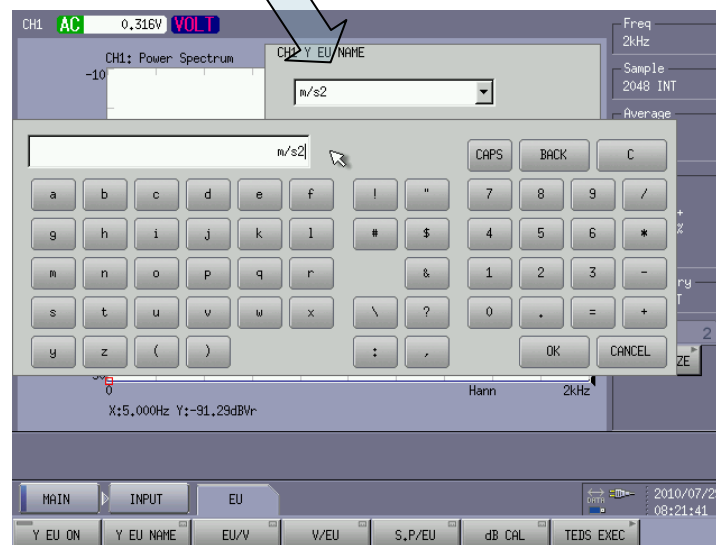 CH1 AC 0.316V VOLT
CH1: Power Spectrum
-10
CH1 Y EU NAME
m/s2
Freq
2kHz
Sample
2048 INT
Average
m/s2
CAPS BACK C
a b c d e f ! " 7 8 9 /
g h i j k l # $ 4 5 6 *
m n o p q r & 1 2 3 -
s t u v w x \ ? 0 . = +
y z ( ) : , OK CANCEL
+
%
2
0 Hann 2kHz
X:5.000Hz Y:-91.29dBVr
MAIN INPUT EU
DATA
08:21:41
Y EU ON Y EU NAME EU/V V/EU S.P/EU dB CAL TEDS EXEC